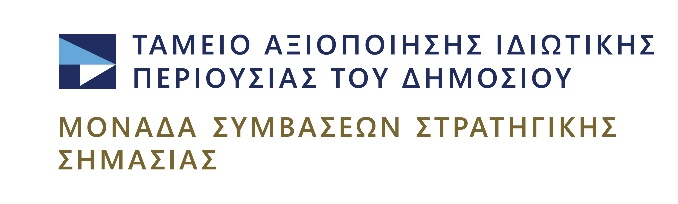 ΤΑΜΕΙΟ ΑΞΙΟΠΟΙΗΣΗΣ ΙΔΙΩΤΙΚΗΣ
ΠΕΡΙΟΥΣΙΑΣ ΤΟΥ ΔΗΜΟΣΙΟΥ
ΜΟΝΑΔΑ ΣΥΜΒΑΣΕΩΝ ΣΤΡΑΤΗΓΙΚΗΣ
ΣΗΜΑΣΙΑΣ